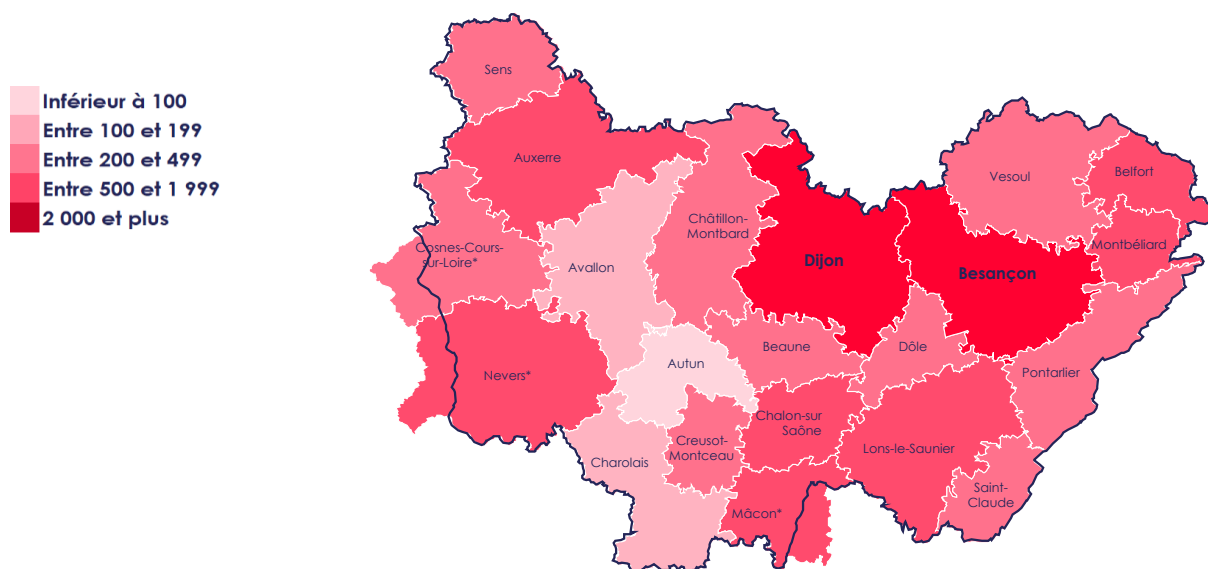 Inférieur à 100
Entre 100 et 199
Entre 200 et 499
Entre 500 et 1 999
2 000 et plus
Sens
Auxerre
Vesoul
Belfort
Châtillon-
Montbard
Cosnes-Cours-
sur-Loire*
Avallon
Dijon
Besançon
Montbéliard
Nevers*
Autun
Beaune
Dôle
Pontarlier
Chalon-sur
Saône
Charolais
Creusot-
Montceau
Lons-le-Saunier
Mâcon*
Saint-
Claude